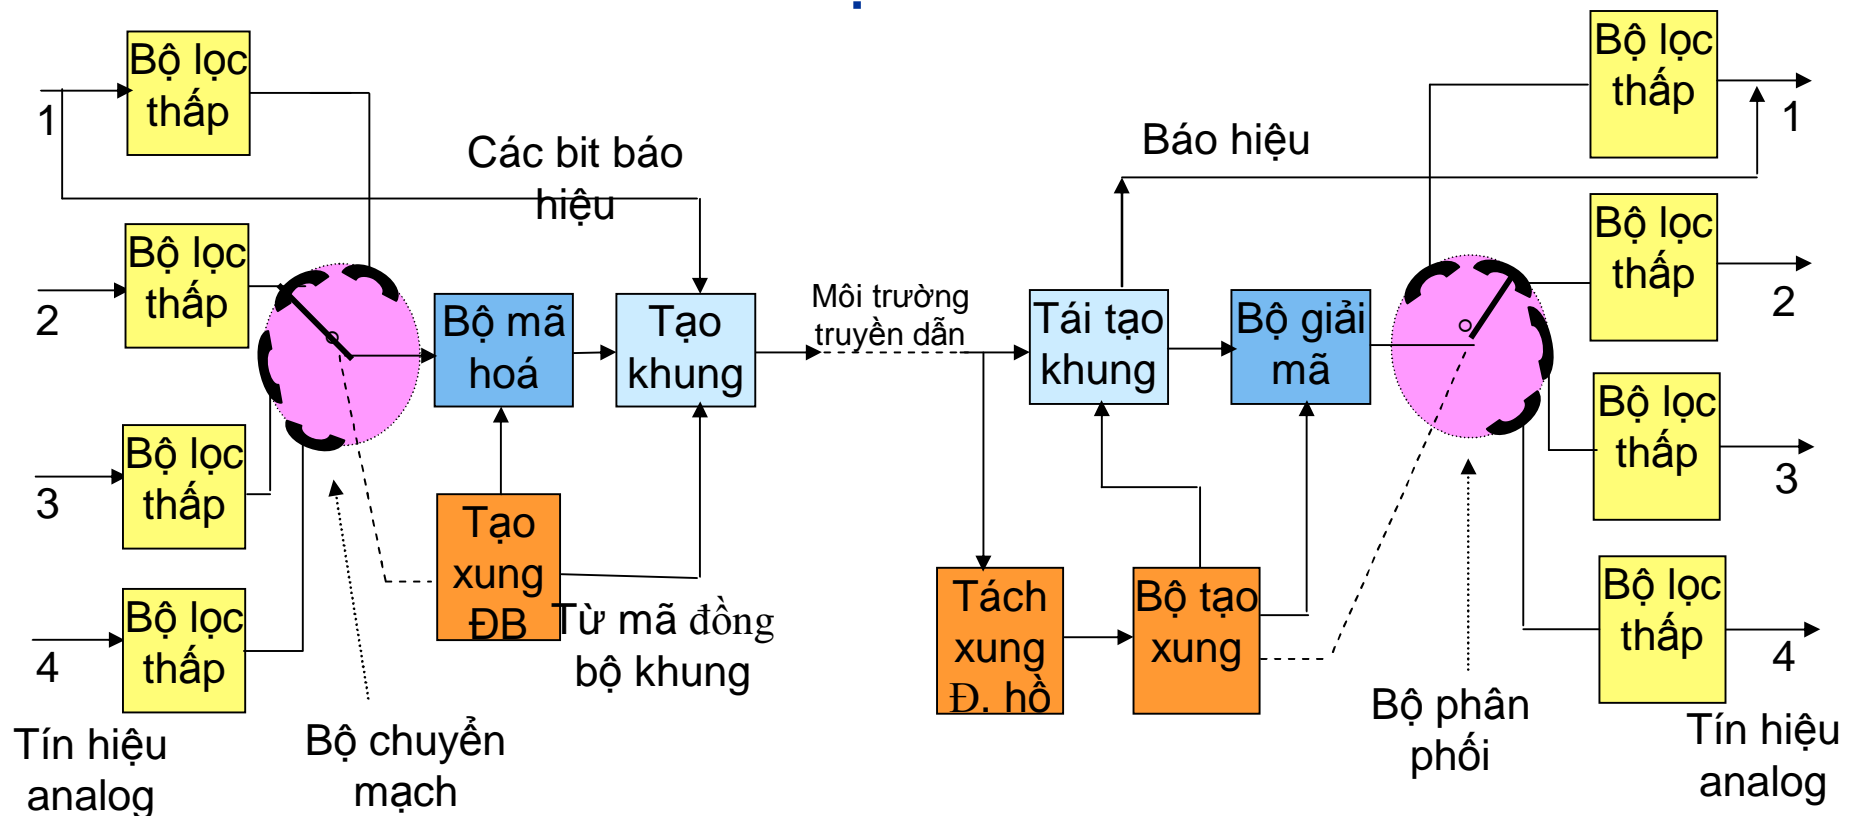 Bộ lọc
thấp
1
Các bit báo
hiệu
Bộ lọc
thấp
2
Bộ lọc
thấp
3
Bộ lọc
thấp
4
Tín hiệu
analog
Bộ chuyển
mạch
Bộ mã
hoá
Tạo
khung
Tạo
xung
ĐB
Từ mã đồng
bộ khung
Môi trường
truyền dẫn
Báo hiệu
Tái tạo
khung
Bộ giải
mã
Tách
xung
Đ. hồ
Bộ tạo
xung
Bộ phân
phối
Bộ lọc
thấp
1
Bộ lọc
thấp
2
Bộ lọc
thấp
3
Bộ lọc
thấp
4
Tín hiệu
analog